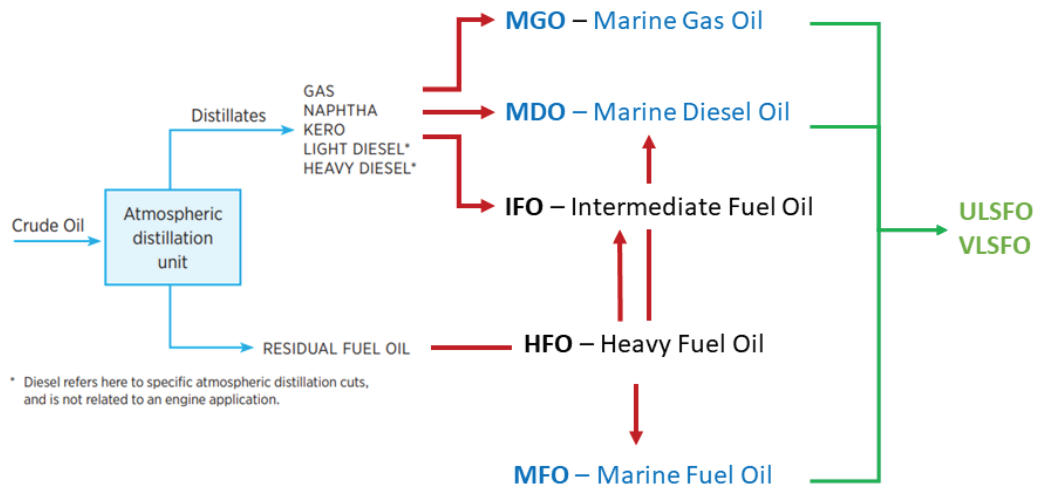 MGO – Marine Gas Oil
GAS
NAPHTHA
KERO
LIGHT DIESEL*
HEAVY DIESEL*
Distillates
MDO – Marine Diesel Oil
IFO – Intermediate Fuel Oil
Crude Oil
Atmospheric
distillation
unit
ULSFO
VLSFO
RESIDUAL FUEL OIL
HFO – Heavy Fuel Oil
* Diesel refers here to specific atmospheric distillation cuts,
and is not related to an engine application.
MFO – Marine Fuel Oil